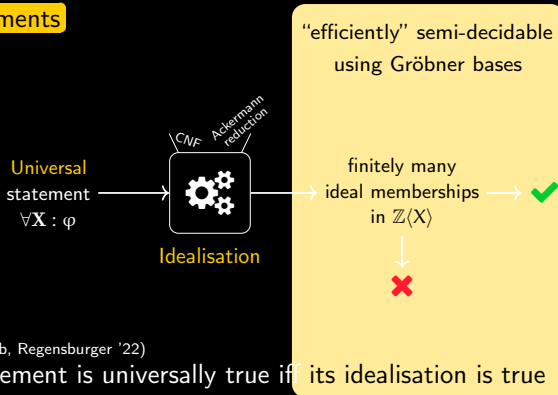 ments
"efficiently" semi-decidable
using Gröbner bases
CNF
Ackermann
reduction
Universal
statement
∀X : φ
Idealisation
finitely many
ideal memberships
in ℤ⟨X⟩
b, Regensburger '22)
ement is universally true iff its idealisation is true